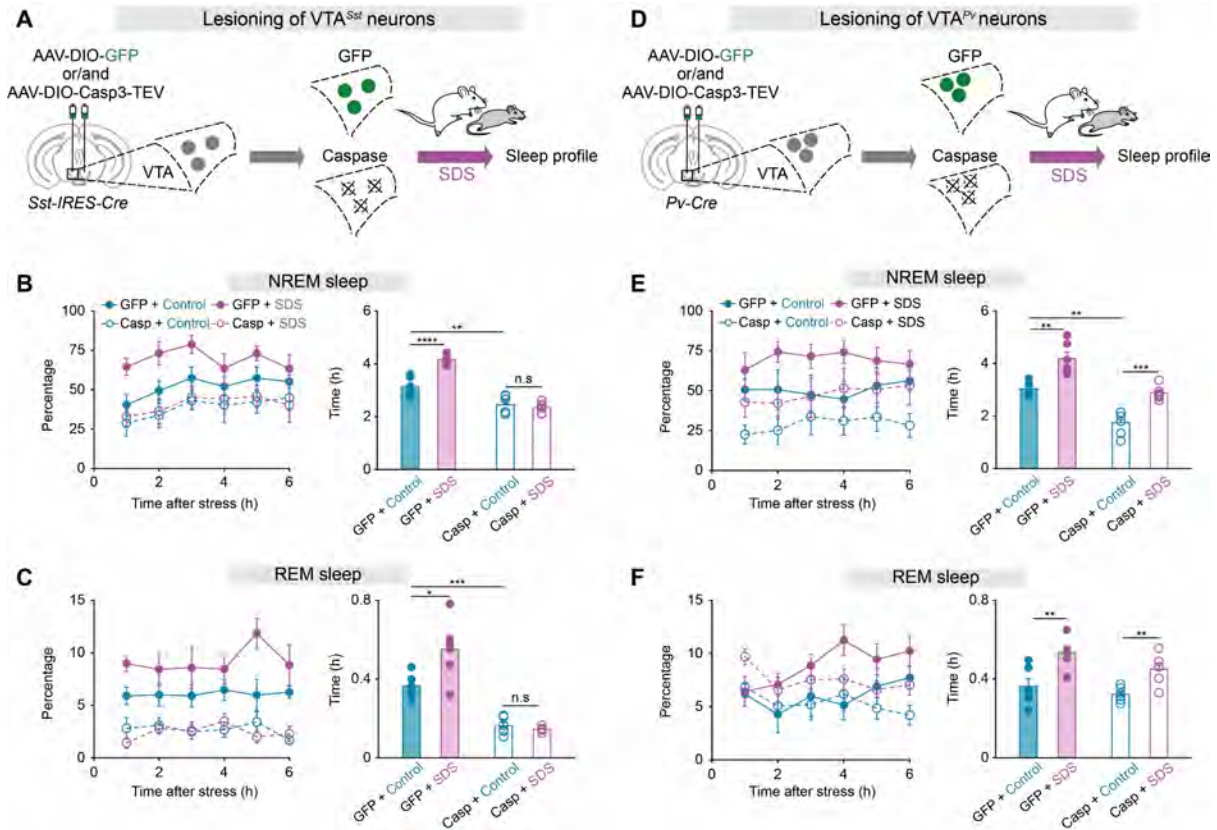 A
Lesioning of VTA^Sst neurons
AAV-DIO-GFP
or/and
AAV-DIO-Casp3-TEV
GFP
VTA
Caspase
SDS
Sleep profile
Sst-IRES-Cre
D
Lesioning of VTA^Pv neurons
AAV-DIO-GFP
or/and
AAV-DIO-Casp3-TEV
GFP
VTA
Caspase
SDS
Sleep profile
Pv-Cre
B
NREM sleep
GFP + Control
GFP + SDS
Casp + Control
Casp + SDS
Percentage
100
75
50
25
0
0
2
4
6
Time after stress (h)
Time (h)
6
4
2
0
**
****
n.s
GFP + Control
GFP + SDS
Casp + Control
Casp + SDS
E
NREM sleep
GFP + Control
GFP + SDS
Casp + Control
Casp + SDS
Percentage
100
75
50
25
0
0
2
4
6
Time after stress (h)
Time (h)
6
4
2
0
**
**
***
GFP + Control
GFP + SDS
Casp + Control
Casp + SDS
C
REM sleep
Percentage
15
10
5
0
0
2
4
6
Time after stress (h)
Time (h)
0.8
0.4
0
***
*
n.s
GFP + Control
GFP + SDS
Casp + Control
Casp + SDS
F
REM sleep
Percentage
15
10
5
0
0
2
4
6
Time after stress (h)
Time (h)
0.8
0.4
0
**
**
GFP + Control
GFP + SDS
Casp + Control
Casp + SDS